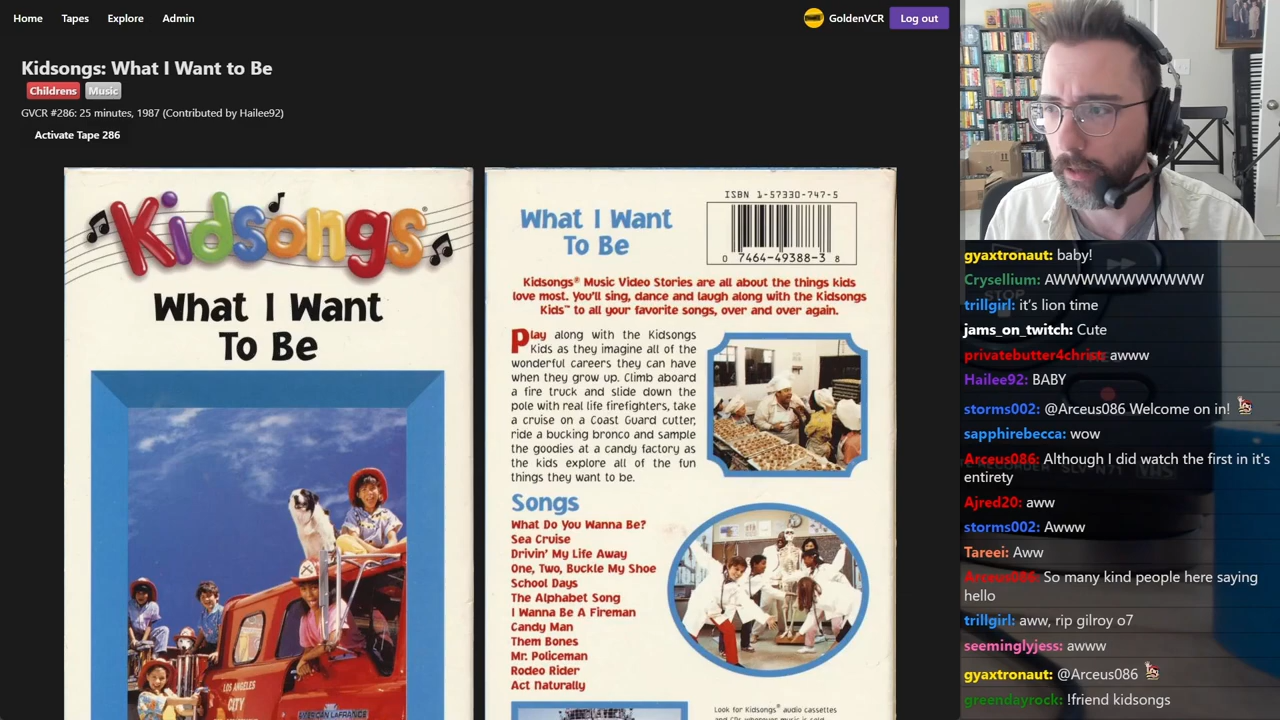 Home Tapes Explore Admin GoldenVCR Log out
Kidsongs: What I Want to Be
Childrens Music
GVCR #286: 25 minutes, 1987 (Contributed by Hailee92)
Activate Tape 286
Kidsongs®
What I Want
To Be
LOS ANGELES
CITY
AMERICAN LAFRANCE
ISBN 1-57330-747-5
0 7464-49388-3 8
What I Want
To Be
Kidsongs® Music Video Stories are all about the things kids
love most. You'll sing, dance and laugh along with the Kidsongs
Kids™ to all your favorite songs, over and over again.
Play along with the Kidsongs
Kids as they imagine all of the
wonderful careers they can have
when they grow up. Climb aboard
a fire truck and slide down the
pole with real life firefighters, take
a cruise on a Coast Guard cutter,
ride a bucking bronco and sample
the goodies at a candy factory as
the kids explore all of the fun
things they want to be.
Songs
What Do You Wanna Be?
Sea Cruise
Drivin' My Life Away
One, Two, Buckle My Shoe
School Days
The Alphabet Song
I Wanna Be A Fireman
Candy Man
Them Bones
Mr. Policeman
Rodeo Rider
Act Naturally
Look for Kidsongs® audio cassettes
gyaxtronaut: baby!
Crysellium: AWWWWWWWWWWW
trillgirl: it's lion time
jams_on_twitch: Cute
privatebutter4christ: awww
Hailee92: BABY
storms002: @Arceus086 Welcome on in!
sapphirebecca: wow
Arceus086: Although I did watch the first in it's
entirety
Ajred20: aww
storms002: Awww
Tareei: Aww
Arceus086: So many kind people here saying
hello
trillgirl: aww, rip gilroy o7
seeminglyjess: awww
gyaxtronaut: @Arceus086
greendayrock: !friend kidsongs